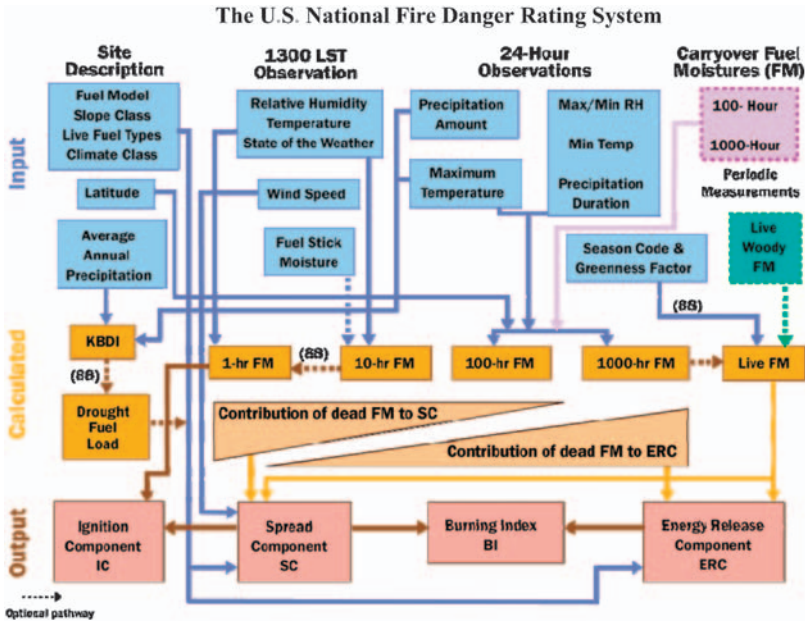 The U.S. National Fire Danger Rating System
Site
Description
1300 LST
Observation
24-Hour
Observations
Carryover Fuel
Moistures (FM)
Input
Fuel Model
Slope Class
Live Fuel Types
Climate Class
Relative Humidity
Temperature
State of the Weather
Precipitation
Amount
Max/Min RH
Min Temp
Precipitation
Duration
100- Hour
1000-Hour
Latitude
Wind Speed
Maximum
Temperature
Periodic
Measurements
Average
Annual
Precipitation
Fuel Stick
Moisture
Season Code &
Greenness Factor
Live
Woody
FM
(88)
Calculated
KBDI
1-hr FM
(88)
10-hr FM
100-hr FM
1000-hr FM
Live FM
(88)
Drought
Fuel
Load
Contribution of dead FM to SC
Contribution of dead FM to ERC
Output
Ignition
Component
IC
Spread
Component
SC
Burning Index
BI
Energy Release
Component
ERC
Optional pathway